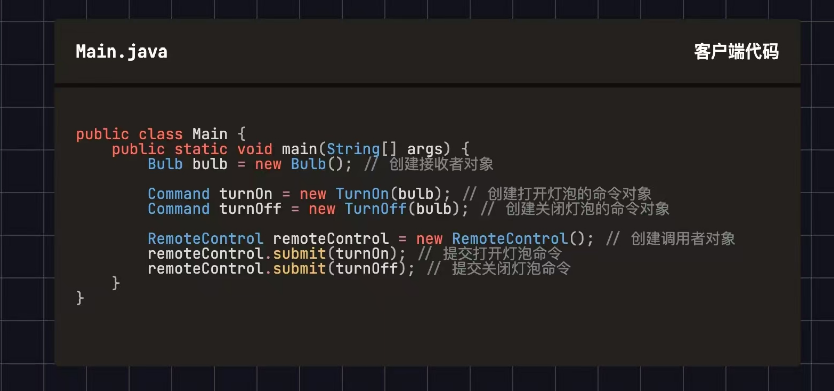 Main.java
客户端代码
public class Main {
    public static void main(String[] args) {
        Bulb bulb = new Bulb(); // 创建接收者对象
        Command turnOn = new TurnOn(bulb); // 创建打开灯泡的命令对象
        Command turnOff = new TurnOff(bulb); // 创建关闭灯泡的命令对象
        RemoteControl remoteControl = new RemoteControl(); // 创建调用者对象
        remoteControl.submit(turnOn); // 提交打开灯泡命令
        remoteControl.submit(turnOff); // 提交关闭灯泡命令
    }
}